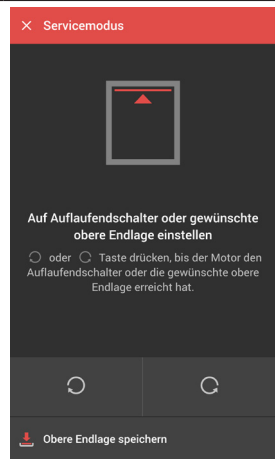 Servicemodus
Auf Auflaufendschalter oder gewünschte
obere Endlage einstellen
oder Taste drücken, bis der Motor den
Auflaufendschalter oder die gewünschte obere
Endlage erreicht hat.
Obere Endlage speichern